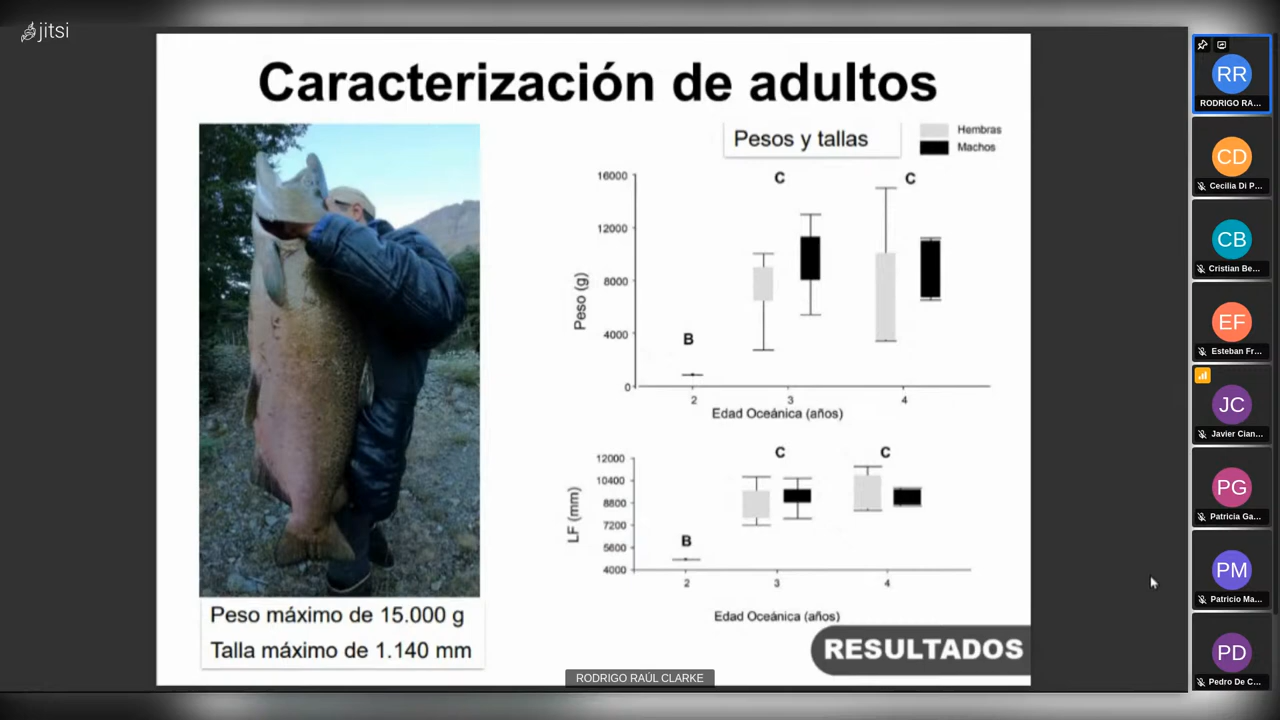 jitsi
Caracterización de adultos
Pesos y tallas
Hembras
Machos
C
C
16000
12000
8000
4000
0
B
Peso (g)
2
3
4
Edad Oceánica (años)
C
C
12000
10400
8800
7200
5600
4000
B
LF (mm)
2
3
4
Edad Oceánica (años)
Peso máximo de 15.000 g
Talla máximo de 1.140 mm
RESULTADOS
RODRIGO RAÚL CLARKE
RR
RODRIGO RA...
CD
Cecilia Di P...
CB
Cristian Be...
EF
Esteban Fr...
JC
Javier Cian...
PG
Patricia Ga...
PM
Patricio Ma...
PD
Pedro De C...